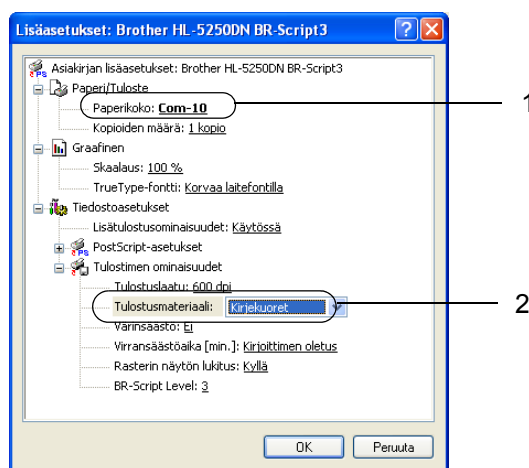 Lisäasetukset: Brother HL-5250DN BR-Script3
Asiakirjan lisäasetukset: Brother HL-5250DN BR-Script3
Paperi/Tuloste
Paperikoko: Com-10
1
Kopioiden määrä: 1 kopio
Graafinen
Skaalaus: 100 %
TrueType-fontti: Korvaa laitefontilla
Tiedostoasetukset
Lisätulostusominaisuudet: Käytössä
PostScript-asetukset
Tulostimen ominaisuudet
Tulostuslaatu: 600 dpi
Tulostusmateriaali: Kirjekuoret
2
Värinsäästö: Ei
Virransäästöaika [min.]: Kirjoittimen oletus
Rasterin näytön lukitus: Kyllä
BR-Script Level: 3
OK Peruuta